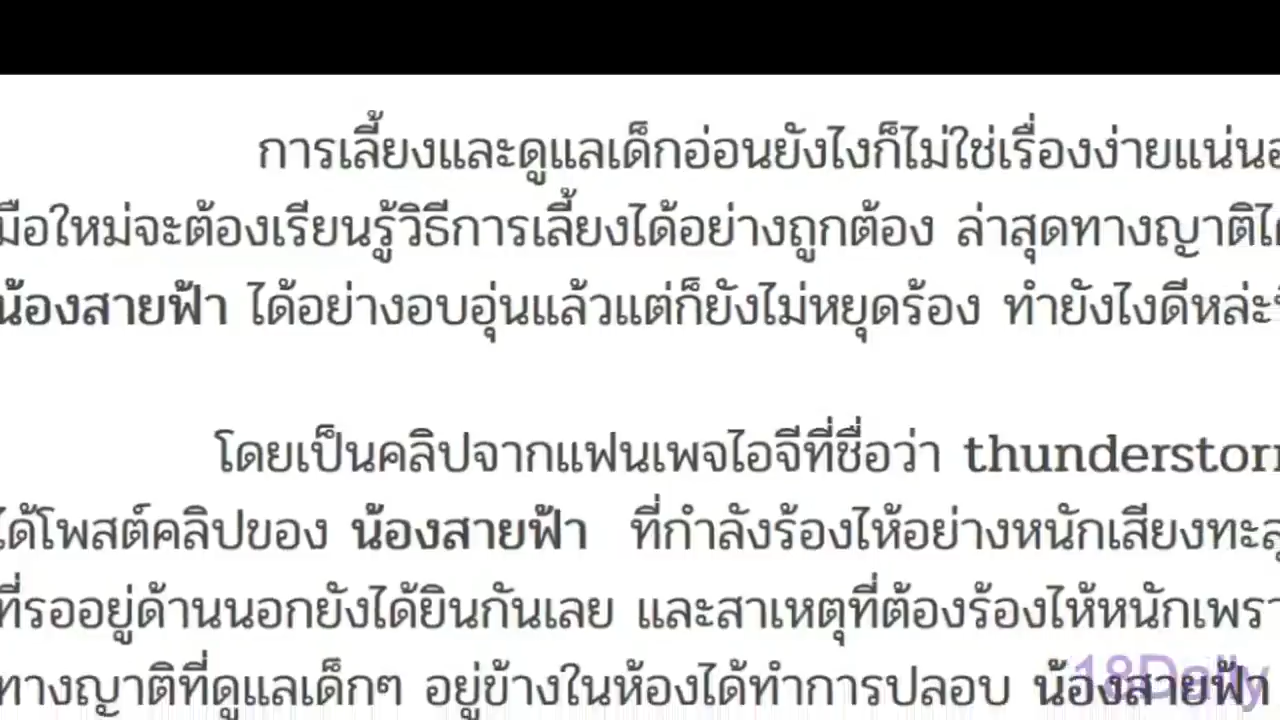 การเลี้ยงและดูแลเด็กอ่อนยังไงก็ไม่ใช่เรื่องง่าย
มือใหม่จะต้องเรียนรู้วิธีการเลี้ยงได้อย่างถูกต้อง ล่าสุดทางญาติ
น้องสายฟ้า ได้อย่างอบอุ่นแล้วแต่ก็ยังไม่หยุดร้อง ทำยังไงดีหล่ะ
โดยเป็นคลิปจากแฟนเพจไอจีที่ชื่อว่า
ได้โพสต์คลิปของ น้องสายฟ้า ที่กำลังร้องไห้อย่างหนักเสียง
ที่รออยู่ด้านนอกยังได้ยินกันเลย และสาเหตุที่ต้องร้องไห้หนัก
ทางญาติที่ดูแลเด็กๆ อยู่ข้างในห้องได้ทำการปลอบ น้องสายฟ้า
18Daily